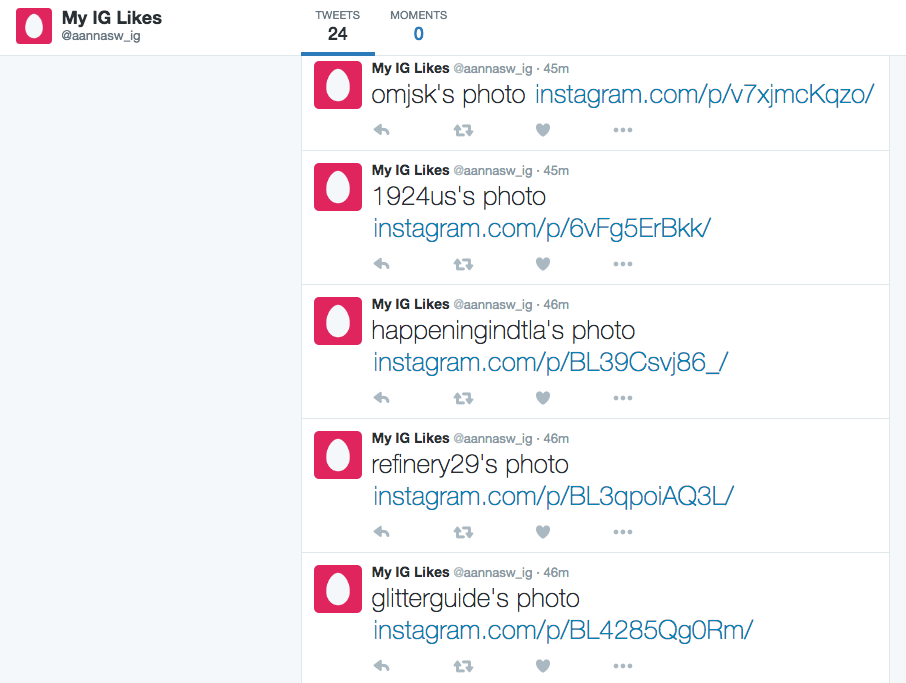 My IG Likes
@aannasw_ig
TWEETS
24
MOMENTS
0
My IG Likes @aannasw_ig · 45m
omjsk's photo instagram.com/p/v7xjmcKqzo/
My IG Likes @aannasw_ig · 45m
1924us's photo
instagram.com/p/6vFg5ErBkk/
My IG Likes @aannasw_ig · 46m
happeningindtla's photo
instagram.com/p/BL39Csvj86_/
My IG Likes @aannasw_ig · 46m
refinery29's photo
instagram.com/p/BL3qpoiAQ3L/
My IG Likes @aannasw_ig · 46m
glitterguide's photo
instagram.com/p/BL4285Qg0Rm/